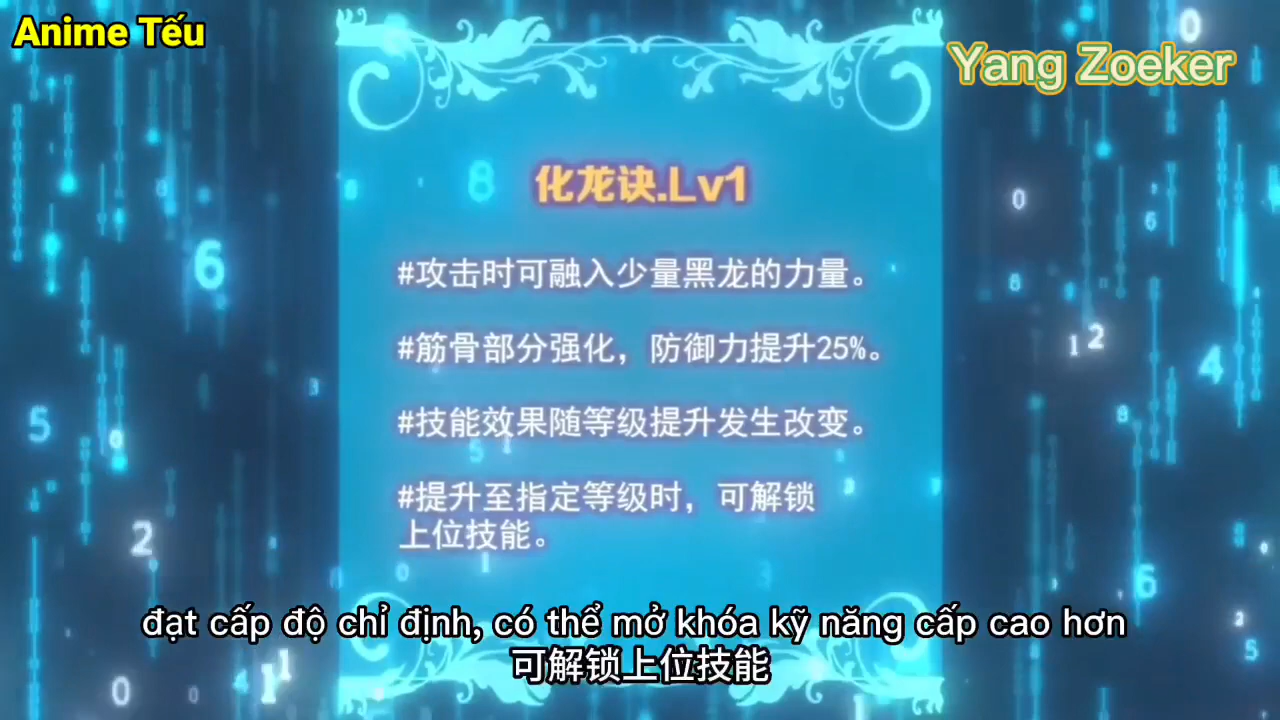 Anime Tếu
Yang Zoeker
化龙诀.Lv1
#攻击时可融入少量黑龙的力量。
#筋骨部分强化，防御力提升25%。
#技能效果随等级提升发生改变。
#提升至指定等级时，可解锁
上位技能。
đạt cấp độ chỉ định, có thể mở khóa kỹ năng cấp cao hơn
可解锁上位技能